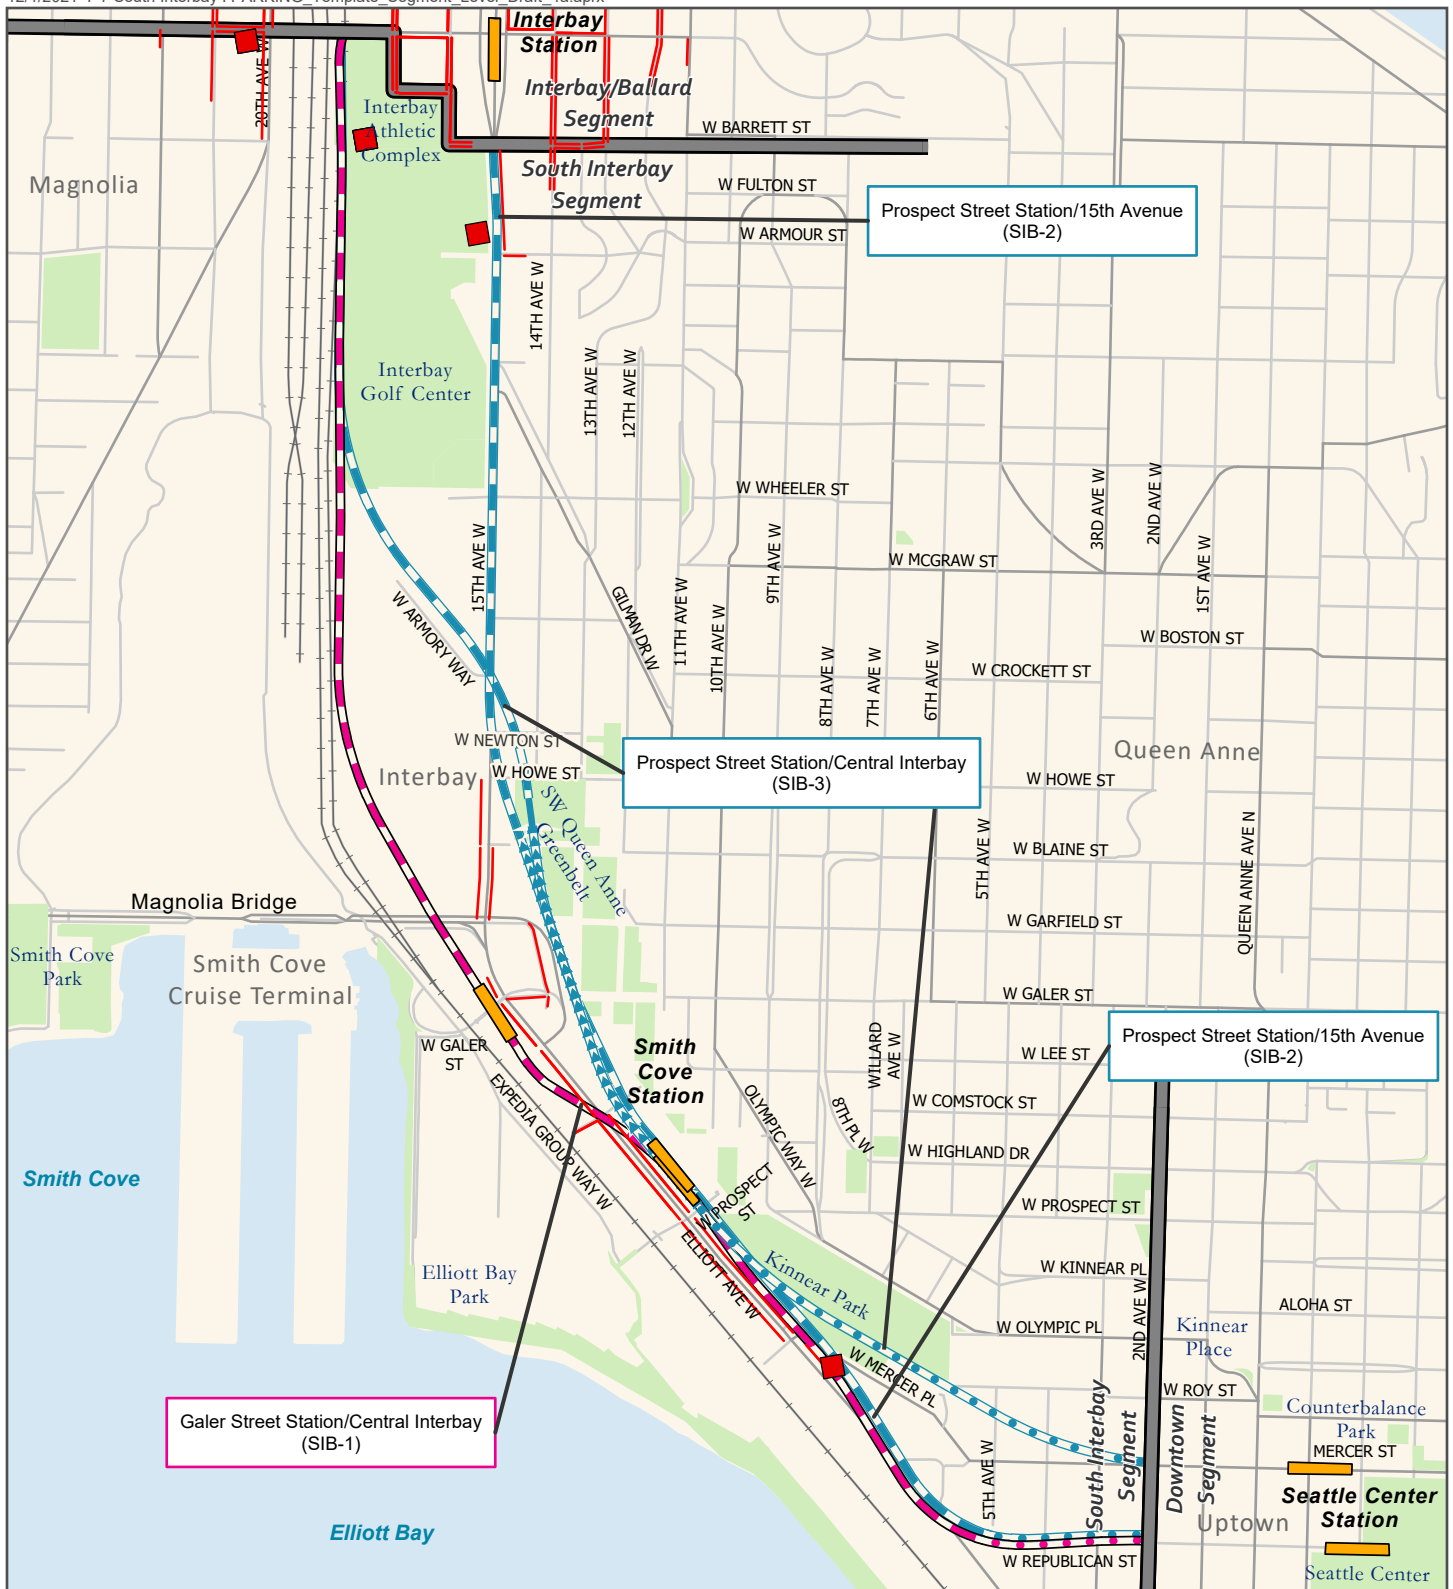 Interbay
Station
20TH AVE W
Interbay/Ballard
Segment
Interbay
Athletic
Complex
W BARRETT ST
South Interbay
Segment
Magnolia
W FULTON ST
Prospect Street Station/15th Avenue
(SIB-2)
W ARMOUR ST
14TH AVE W
13TH AVE W
12TH AVE W
Interbay
Golf Center
W WHEELER ST
3RD AVE W
2ND AVE W
15TH AVE W
9TH AVE W
W MCGRAW ST
1ST AVE W
W ARMORY WAY
GILMAN DR W
11TH AVE W
10TH AVE W
W BOSTON ST
8TH AVE W
7TH AVE W
6TH AVE W
W CROCKETT ST
W NEWTON ST
Queen Anne
Prospect Street Station/Central Interbay
(SIB-3)
Interbay
W HOWE ST
W HOWE ST
SW Queen Anne
Greenbelt
5TH AVE W
W BLAINE ST
QUEEN ANNE AVE N
Magnolia Bridge
W GARFIELD ST
Smith Cove
Park
Smith Cove
Cruise Terminal
W GALER ST
W GALER
ST
Smith
Cove
Station
WILLARD
AVE W
Prospect Street Station/15th Avenue
(SIB-2)
W LEE ST
EXPEDIA GROUP WAY W
OLYMPIC WAY W
8TH PL W
W COMSTOCK ST
W HIGHLAND DR
Smith Cove
W PROSPECT
ST
W PROSPECT ST
ELLIOTT AVE W
Kinnear Park
W KINNEAR PL
Elliott Bay
Park
2ND AVE W
ALOHA ST
W OLYMPIC PL
Kinnear
Place
W MERCER PL
W ROY ST
Galer Street Station/Central Interbay
(SIB-1)
South Interbay
Segment
Downtown
Segment
Counterbalance
Park
MERCER ST
5TH AVE W
Seattle Center
Station
Uptown
Elliott Bay
W REPUBLICAN ST
Seattle Center